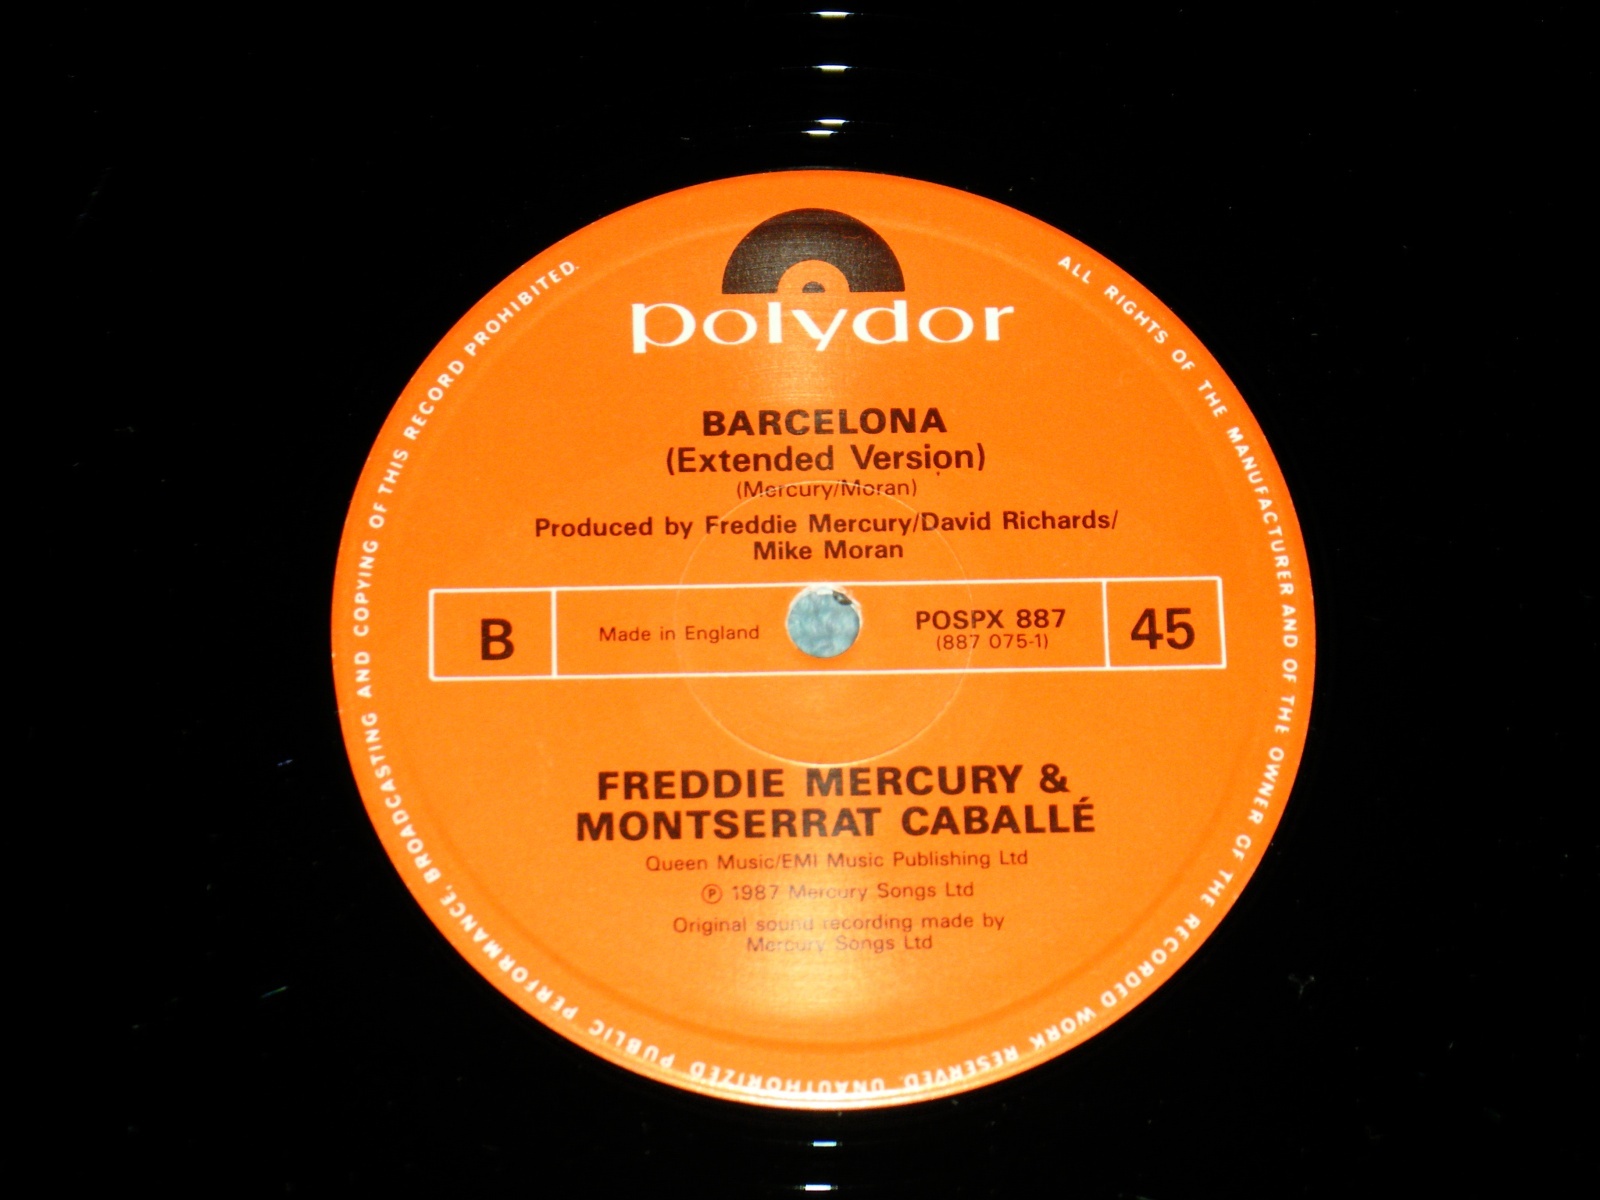 polydor
BARCELONA
(Extended Version)
(Mercury/Moran)
Produced by Freddie Mercury/David Richards/
Mike Moran
B
Made in England
POSPX 887
(887 075-1)
45
FREDDIE MERCURY &
MONTSERRAT CABALLÉ
Queen Music/EMI Music Publishing Ltd
Ⓟ 1987 Mercury Songs Ltd
Original sound recording made by
Mercury Songs Ltd
ALL RIGHTS OF THE MANUFACTURER AND OF THE OWNER OF THE RECORDED WORK RESERVED. UNAUTHORIZED PUBLIC PERFORMANCE, BROADCASTING AND COPYING OF THIS RECORD PROHIBITED.